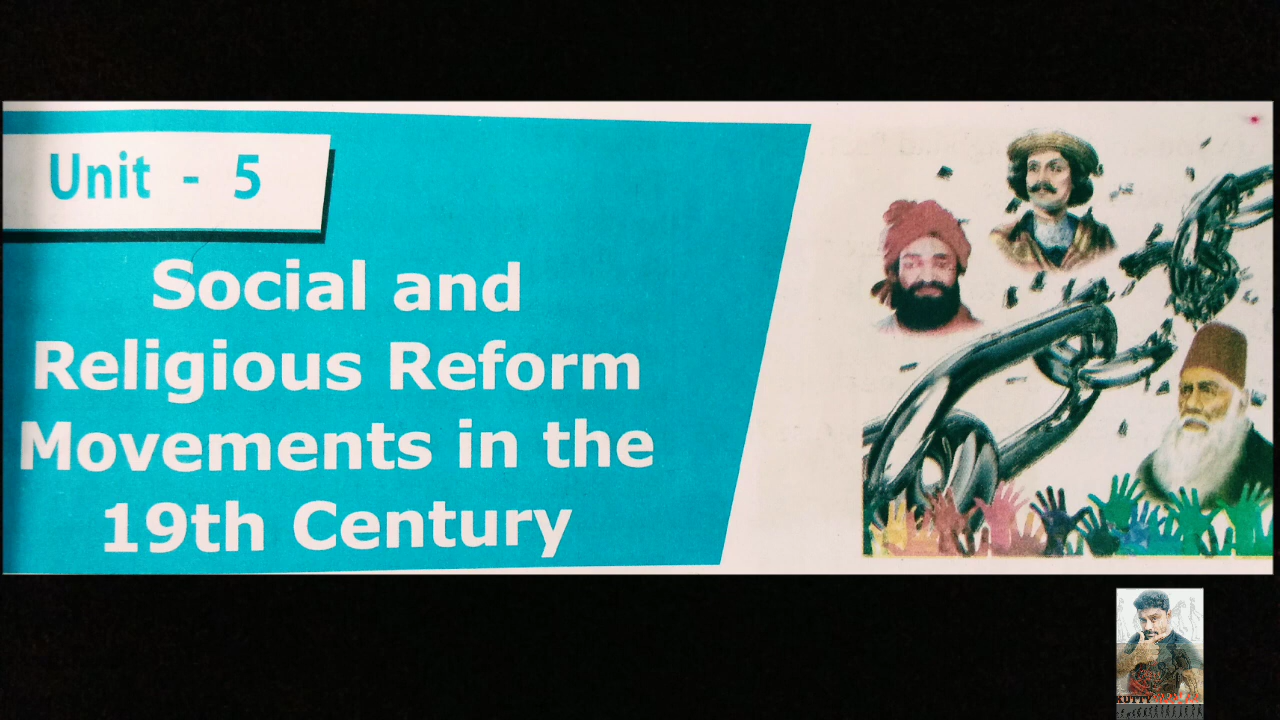 Unit - 5
Social and
Religious Reform
Movements in the
19th Century